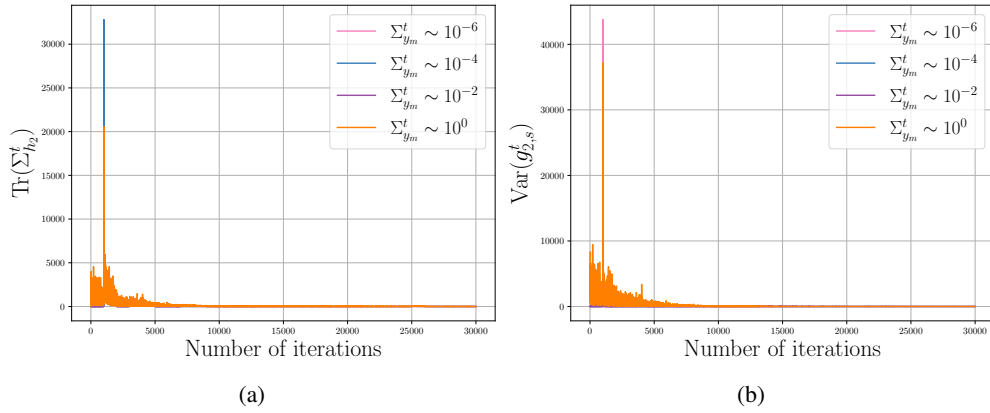 30000
25000
20000
15000
10000
5000
0
Tr(Σ^t_{h_2})
0 5000 10000 15000 20000 25000 30000
Number of iterations
Σ^t_{y_m} ∼ 10^{−6}
Σ^t_{y_m} ∼ 10^{−4}
Σ^t_{y_m} ∼ 10^{−2}
Σ^t_{y_m} ∼ 10^0
(a)
40000
30000
20000
10000
0
Var(g^t_{2,s})
0 5000 10000 15000 20000 25000 30000
Number of iterations
Σ^t_{y_m} ∼ 10^{−6}
Σ^t_{y_m} ∼ 10^{−4}
Σ^t_{y_m} ∼ 10^{−2}
Σ^t_{y_m} ∼ 10^0
(b)